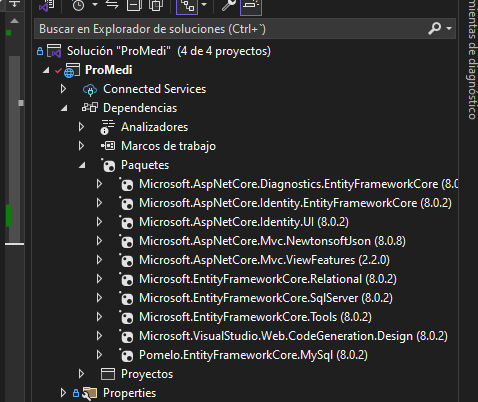 Buscar en Explorador de soluciones (Ctrl+`)
Solución "ProMedi" (4 de 4 proyectos)
ProMedi
Connected Services
Dependencias
Analizadores
Marcos de trabajo
Paquetes
Microsoft.AspNetCore.Diagnostics.EntityFrameworkCore (8.0
Microsoft.AspNetCore.Identity.EntityFrameworkCore (8.0.2)
Microsoft.AspNetCore.Identity.UI (8.0.2)
Microsoft.AspNetCore.Mvc.NewtonsoftJson (8.0.8)
Microsoft.AspNetCore.Mvc.ViewFeatures (2.2.0)
Microsoft.EntityFrameworkCore.Relational (8.0.2)
Microsoft.EntityFrameworkCore.SqlServer (8.0.2)
Microsoft.EntityFrameworkCore.Tools (8.0.2)
Microsoft.VisualStudio.Web.CodeGeneration.Design (8.0.2)
Pomelo.EntityFrameworkCore.MySql (8.0.2)
Proyectos
Properties
mientas de diagnóstico